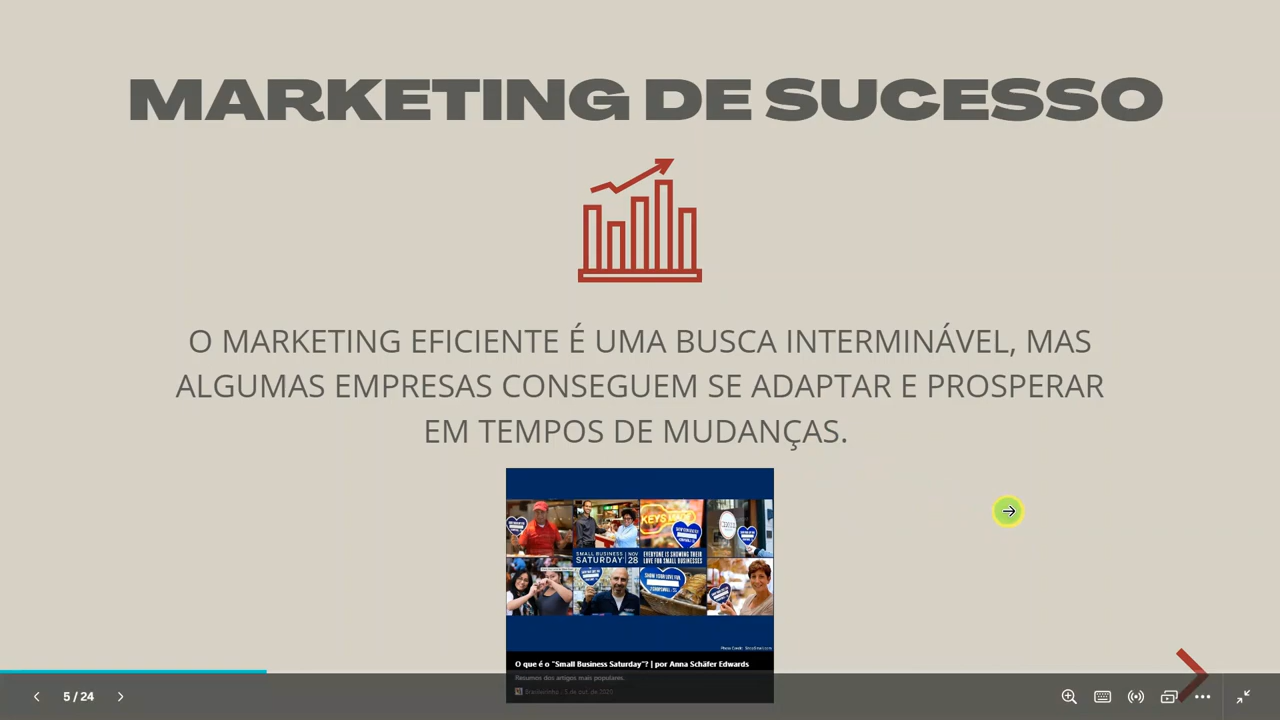 MARKETING DE SUCESSO
O MARKETING EFICIENTE É UMA BUSCA INTERMINÁVEL, MAS
ALGUMAS EMPRESAS CONSEGUEM SE ADAPTAR E PROSPERAR
EM TEMPOS DE MUDANÇAS.
KEYS MADE
SMALL BUSINESS SATURDAY | NOV 28
EVERYONE IS SHOWING THEIR
LOVE FOR SMALL BUSINESSES
O que é o "Small Business Saturday"? | por Anna Schäfer Edwards
Resumos dos artigos mais populares.
5 / 24